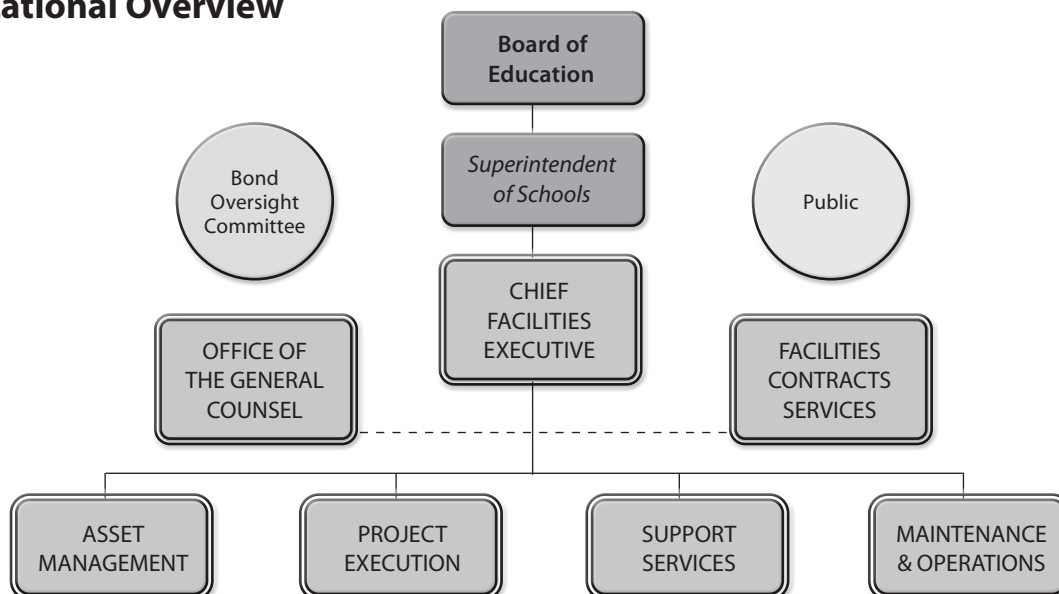 ational Overview
Board of
Education
Superintendent
of Schools
Bond
Oversight
Committee
Public
CHIEF
FACILITIES
EXECUTIVE
OFFICE OF
THE GENERAL
COUNSEL
FACILITIES
CONTRACTS
SERVICES
ASSET
MANAGEMENT
PROJECT
EXECUTION
SUPPORT
SERVICES
MAINTENANCE
& OPERATIONS